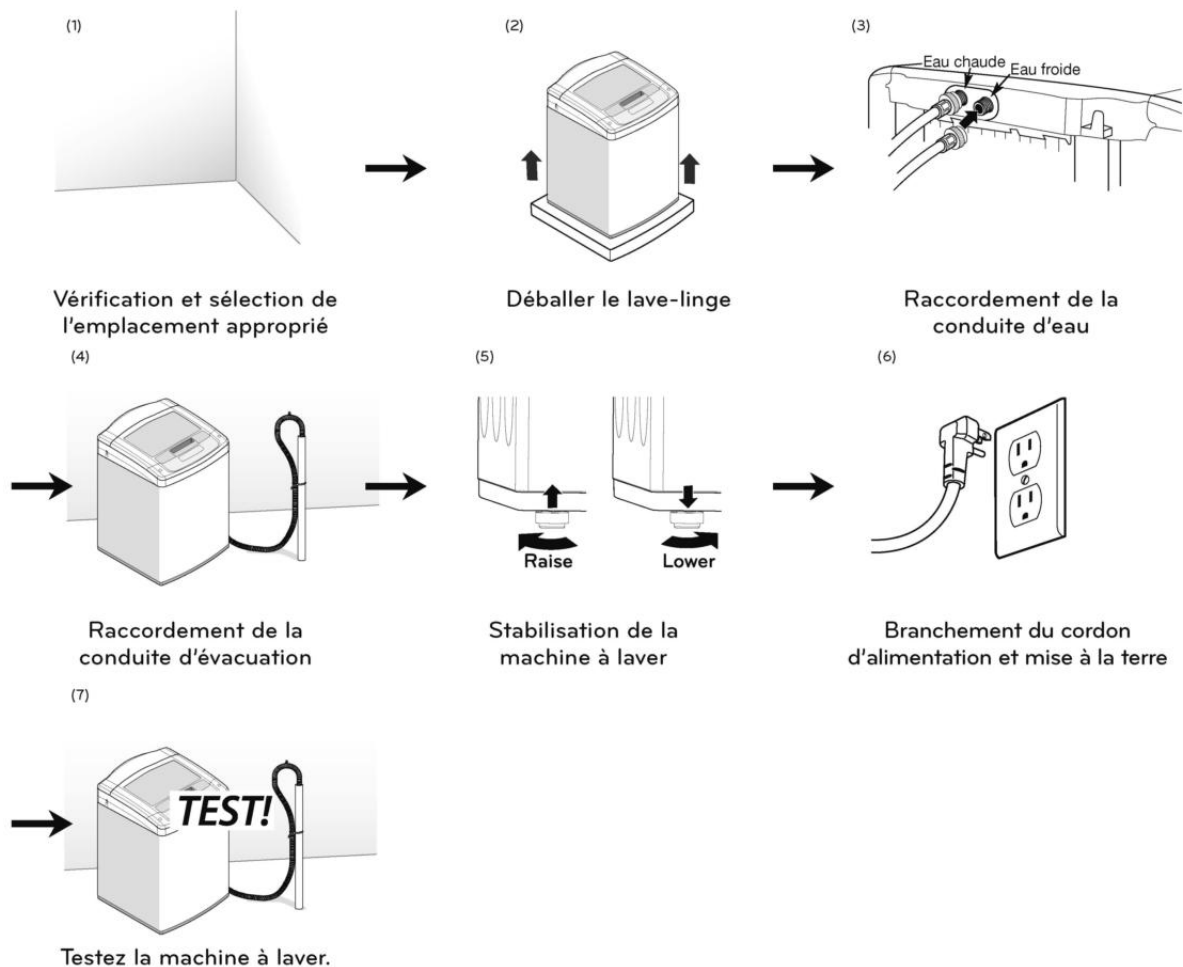 (1)
(2)
(3)
Eau chaude
Eau froide
Vérification et sélection de
l'emplacement approprié
Déballer le lave-linge
Raccordement de la
conduite d'eau
(4)
(5)
(6)
Raise
Lower
Raccordement de la
conduite d'évacuation
Stabilisation de la
machine à laver
Branchement du cordon
d'alimentation et mise à la terre
(7)
TEST!
Testez la machine à laver.